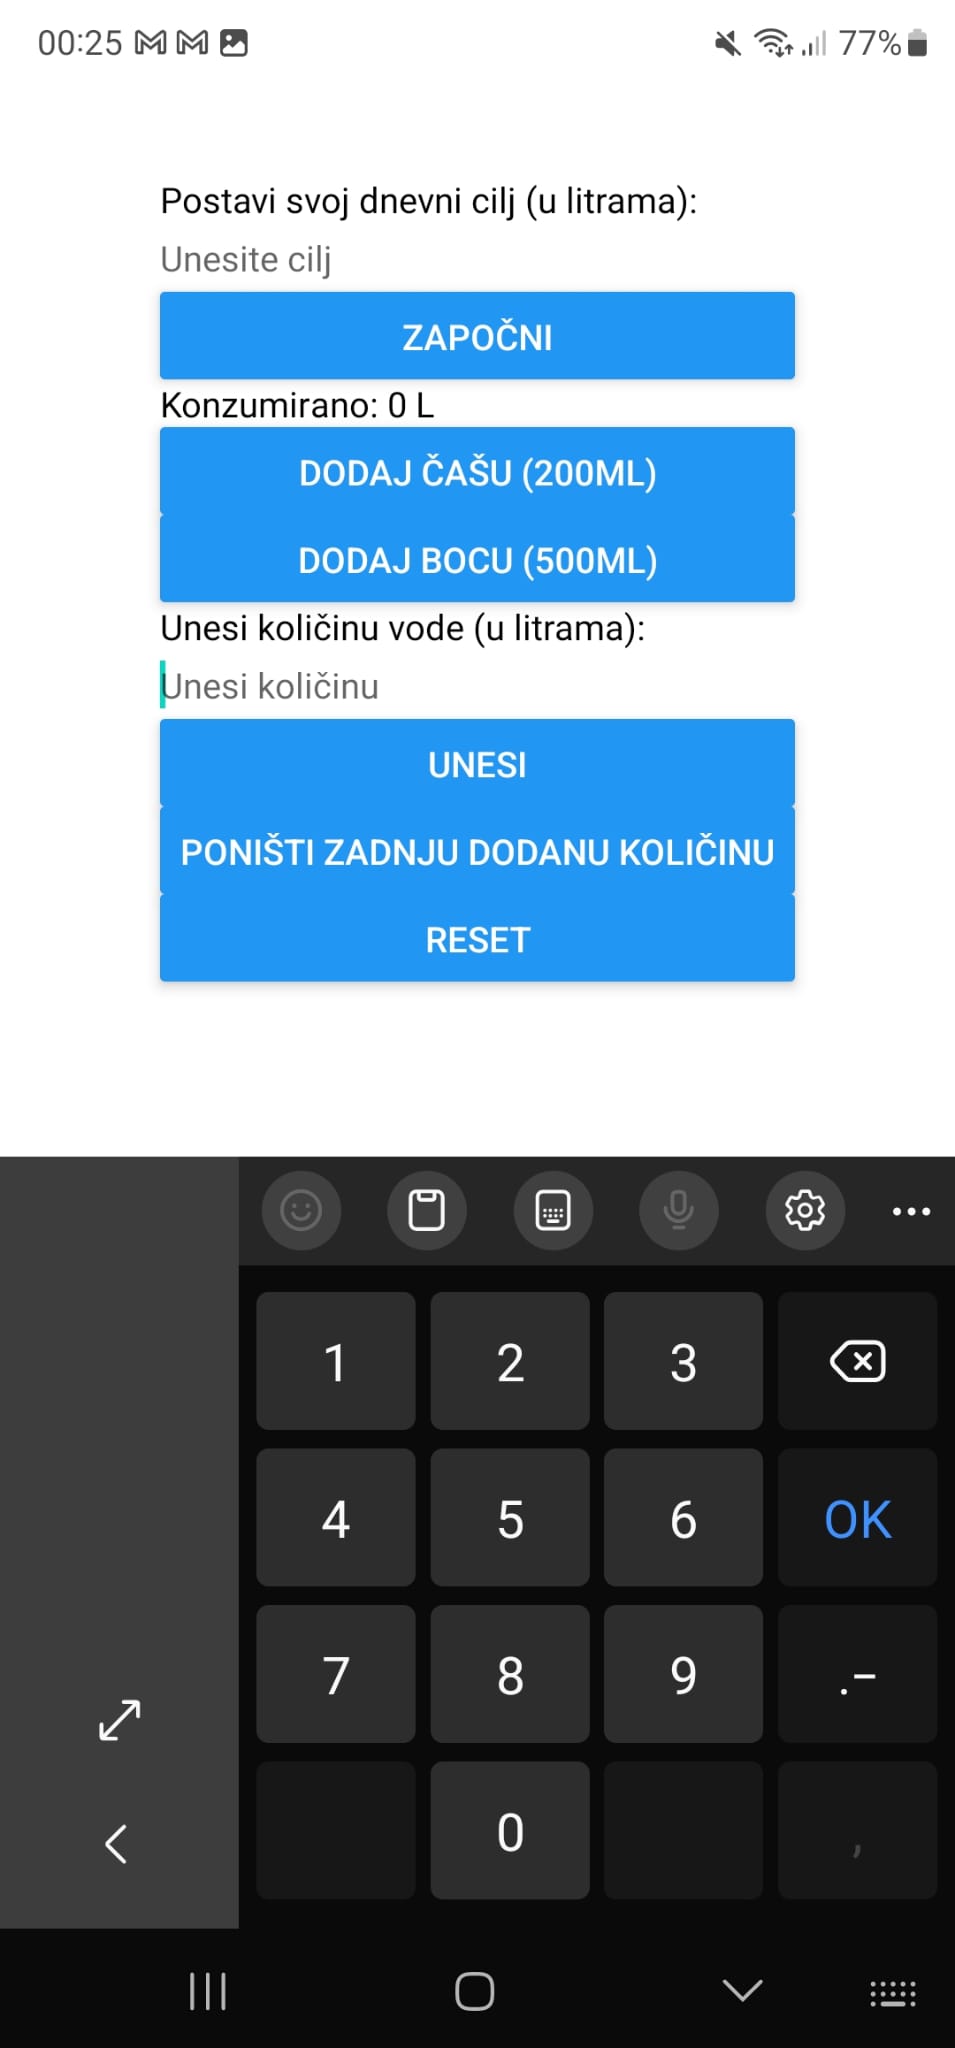 00:25 77%
Postavi svoj dnevni cilj (u litrama):
Unesite cilj
ZAPOČNI
Konzumirano: 0 L
DODAJ ČAŠU (200ML)
DODAJ BOCU (500ML)
Unesi količinu vode (u litrama):
Unesi količinu
UNESI
PONIŠTI ZADNJU DODANU KOLIČINU
RESET
1 2 3
4 5 6 OK
7 8 9 .-
0 ,